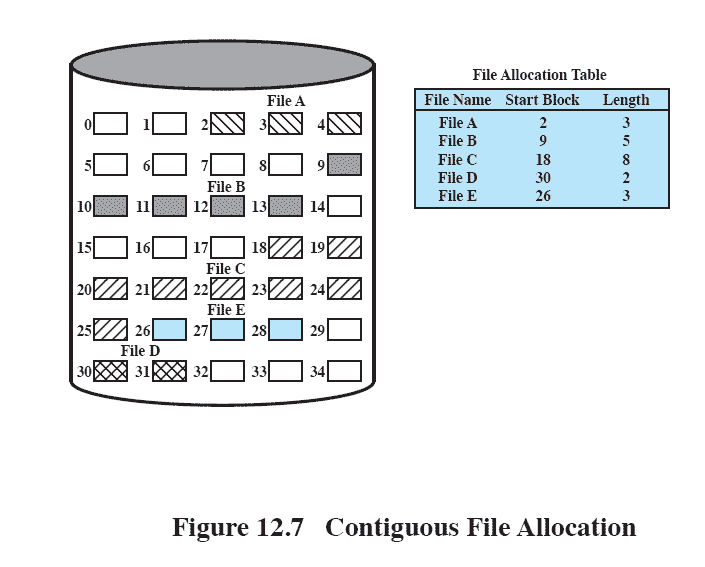 File Allocation Table
File Name Start Block Length
File A 2 3
File B 9 5
File C 18 8
File D 30 2
File E 26 3
File A
0 1 2 3 4
5 6 7 8 9
File B
10 11 12 13 14
15 16 17 18 19
File C
20 21 22 23 24
File E
25 26 27 28 29
File D
30 31 32 33 34
Figure 12.7 Contiguous File Allocation